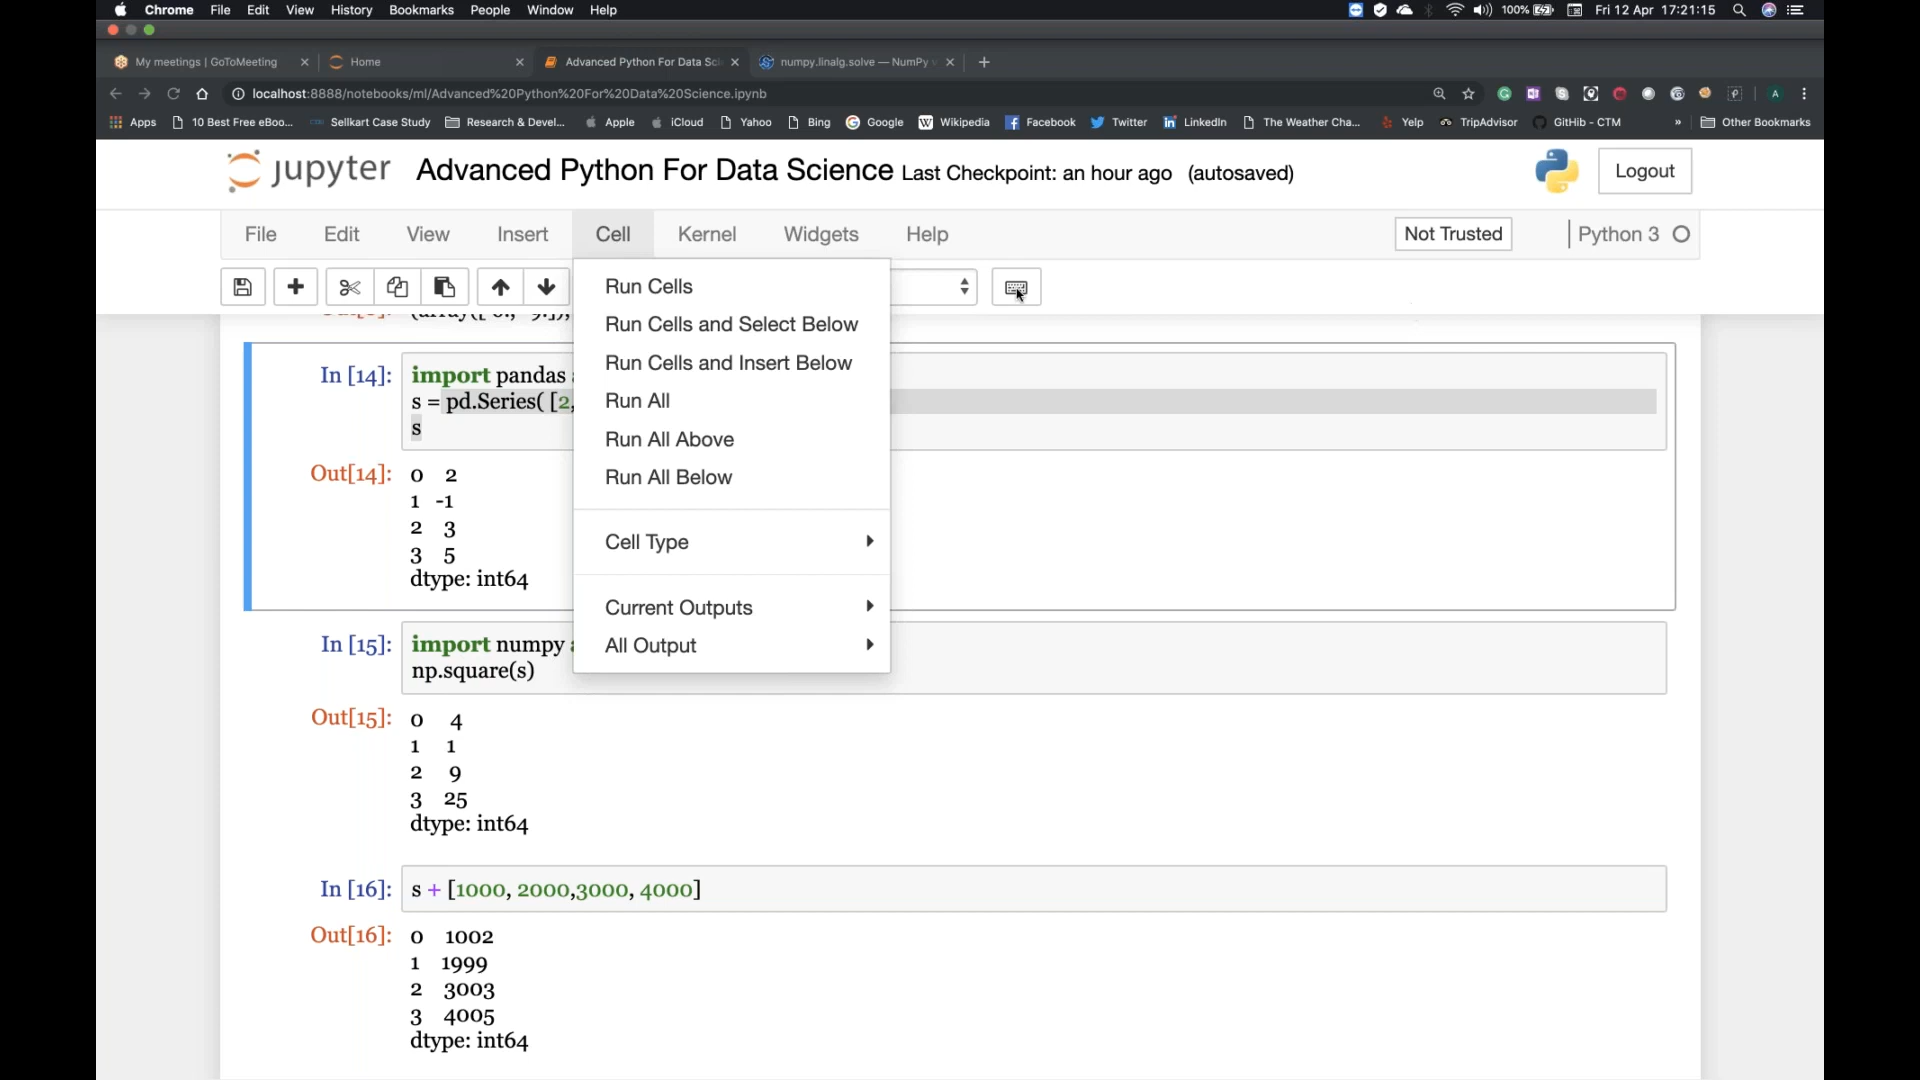 Chrome File Edit View History Bookmarks People Window Help 100% Fri 12 Apr 17:21:15
My meetings | GoToMeeting Home Advanced Python For Data Sci numpy.linalg.solve — NumPy v
localhost:8888/notebooks/ml/Advanced%20Python%20For%20Data%20Science.ipynb A
Apps 10 Best Free eBoo... Sellkart Case Study Research & Devel... Apple iCloud Yahoo Bing Google Wikipedia Facebook Twitter LinkedIn The Weather Cha... Yelp TripAdvisor GitHib - CTM » Other Bookmarks
jupyter Advanced Python For Data Science Last Checkpoint: an hour ago (autosaved) Logout
File Edit View Insert Cell Kernel Widgets Help Not Trusted Python 3
Run Cells
Run Cells and Select Below
Run Cells and Insert Below
Run All
Run All Above
Run All Below
Cell Type
Current Outputs
All Output
In [14]: import pandas
s = pd.Series( [2,
s
Out[14]: 0 2
1 -1
2 3
3 5
dtype: int64
In [15]: import numpy
np.square(s)
Out[15]: 0 4
1 1
2 9
3 25
dtype: int64
In [16]: s + [1000, 2000,3000, 4000]
Out[16]: 0 1002
1 1999
2 3003
3 4005
dtype: int64